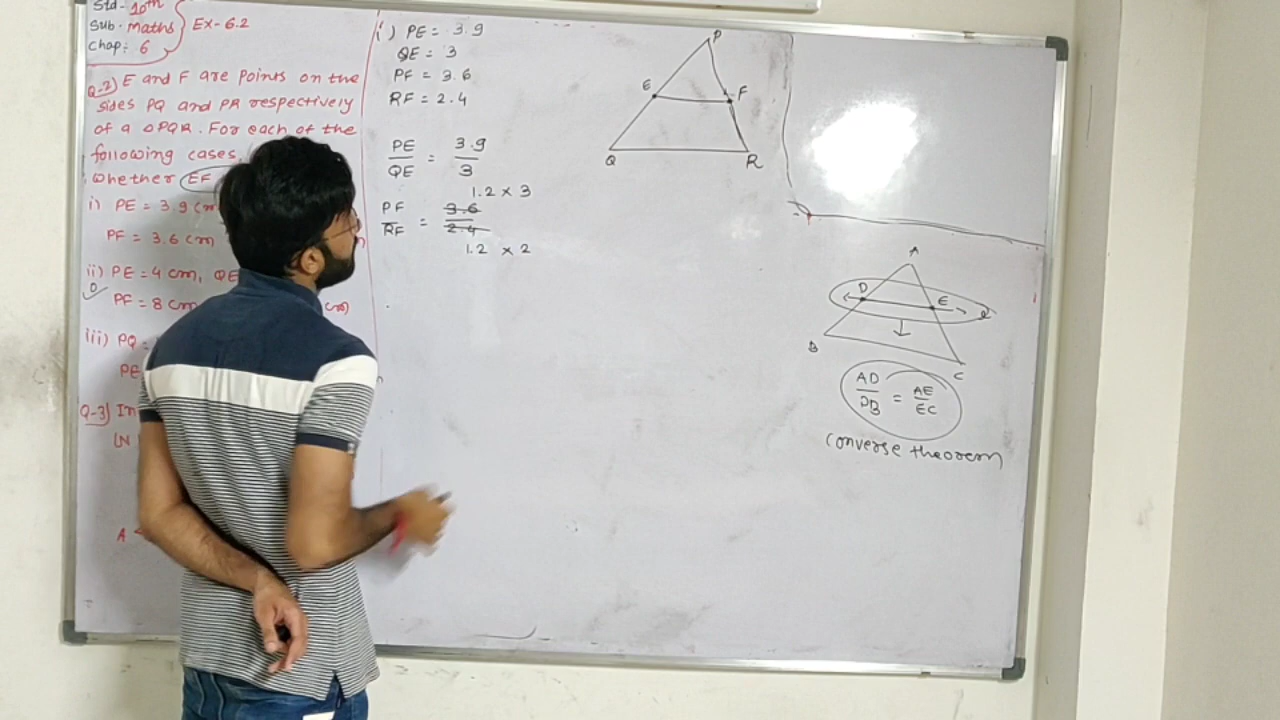 Std- 10th
Sub- Maths
Chap: 6
Ex-6.2
Q-2) E and F are points on the
sides PQ and PR respectively
of a △PQR. For each of the
following cases,
whether EF
i) PE = 3.9 cm
PF = 3.6 cm
ii) PE = 4 cm, QE
PF = 8 cm
cm)
iii) PQ
PE
Q-3) In
LN
A
i) PE = 3.9
QE = 3
PF = 3.6
RF = 2.4
PE/QE = 3.9/3
1.2 × 3
PF/RF = 3.6/2.4
1.2 × 2
P
E
F
Q
R
A
D
E
B
C
AD/DB = AE/EC
Converse theorem